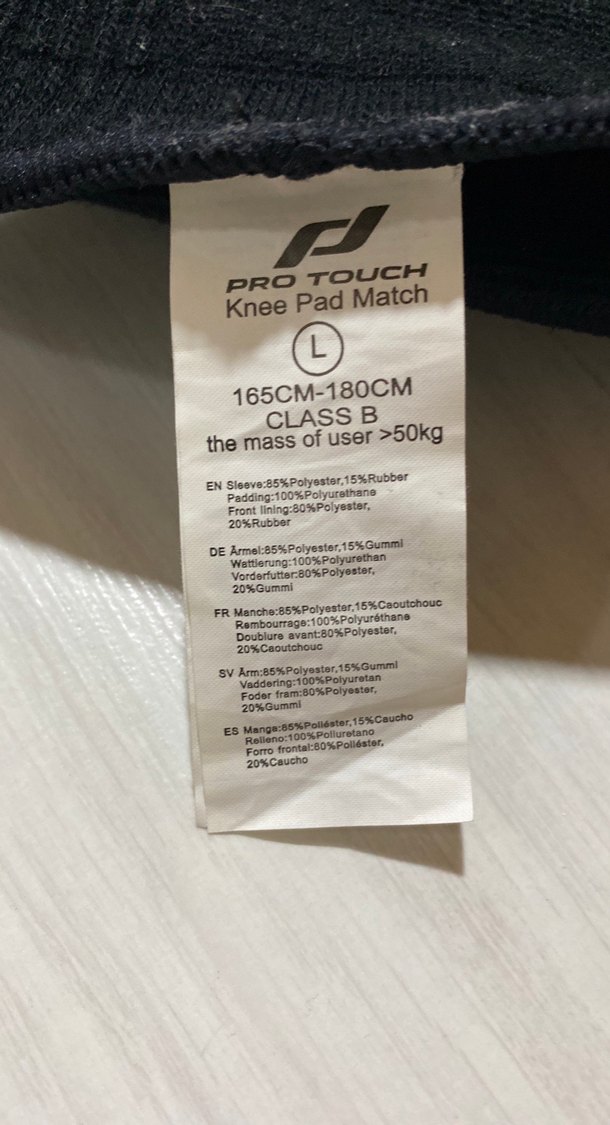 PRO TOUCH
Knee Pad Match
L
165CM-180CM
CLASS B
the mass of user >50kg
EN Sleeve:85%Polyester,15%Rubber
Padding:100%Polyurethane
Front lining:80%Polyester,
20%Rubber
DE Ärmel:85%Polyester,15%Gummi
Wattierung:100%Polyurethan
Vorderfutter:80%Polyester,
20%Gummi
FR Manche:85%Polyester,15%Caoutchouc
Rembourrage:100%Polyuréthane
Doublure avant:80%Polyester,
20%Caoutchouc
SV Ärm:85%Polyester,15%Gummi
Vaddering:100%Polyuretan
Foder fram:80%Polyester,
20%Gummi
ES Manga:85%Poliéster,15%Caucho
Relleno:100%Poliuretano
Forro frontal:80%Poliéster,
20%Caucho